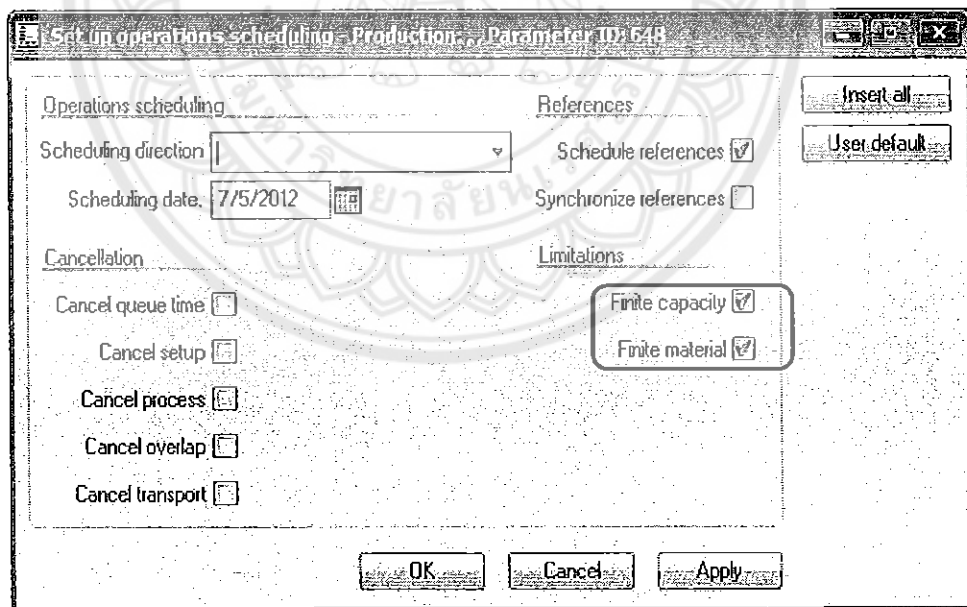 Set up operations scheduling - Production... Parameter ID: 648
Operations scheduling
Scheduling direction
Scheduling date. 7/5/2012
Cancellation
Cancel queue time
Cancel setup
Cancel process
Cancel overlap
Cancel transport
References
Schedule references
Synchronize references
Limitations
Finite capacity
Finite material
Insert all
User default
OK
Cancel
Apply